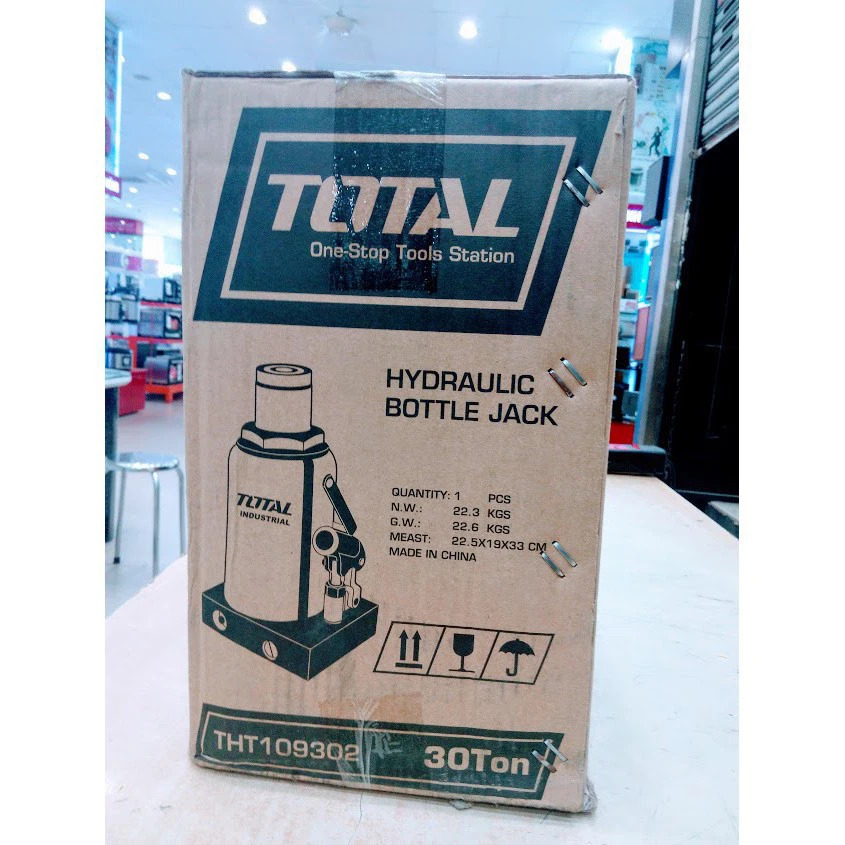 TOTAL
One-Stop Tools Station
HYDRAULIC
BOTTLE JACK
TOTAL
INDUSTRIAL
QUANTITY: 1 PCS
N.W.: 22.3 KGS
G.W.: 22.6 KGS
MEAST: 22.5X19X33 CM
MADE IN CHINA
THT109302
30Ton